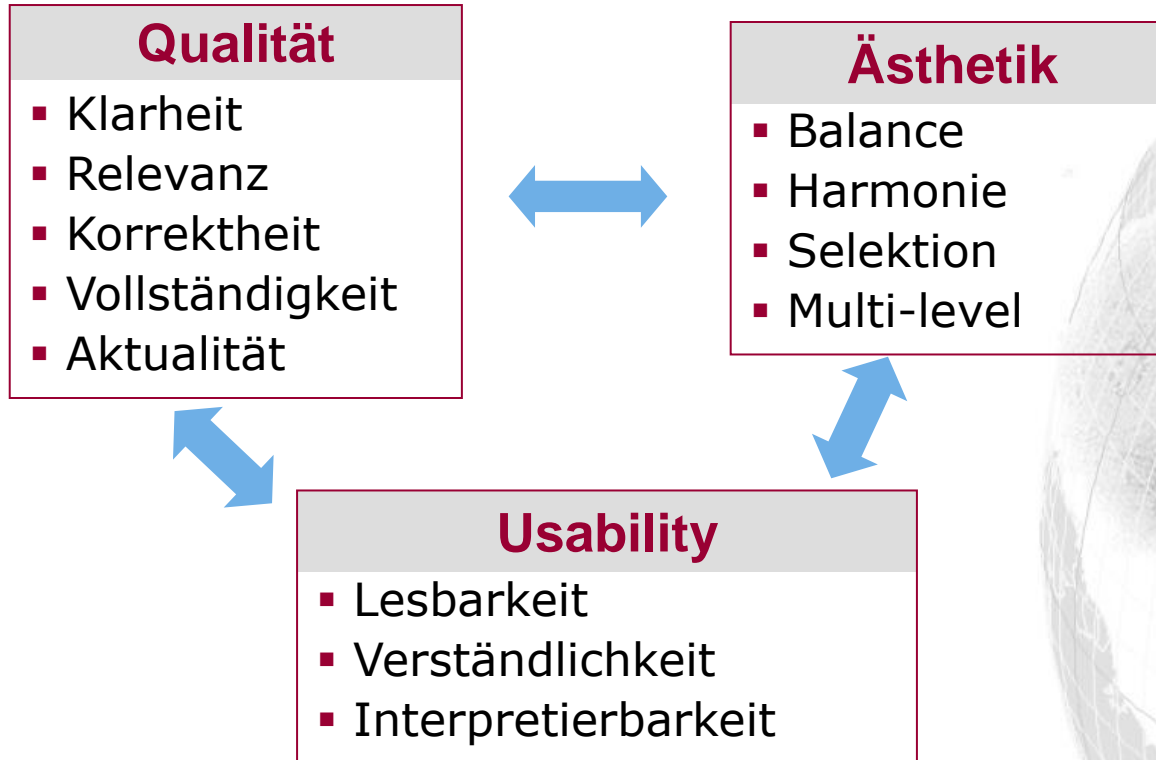 Qualität
▪ Klarheit
▪ Relevanz
▪ Korrektheit
▪ Vollständigkeit
▪ Aktualität
Ästhetik
▪ Balance
▪ Harmonie
▪ Selektion
▪ Multi-level
Usability
▪ Lesbarkeit
▪ Verständlichkeit
▪ Interpretierbarkeit